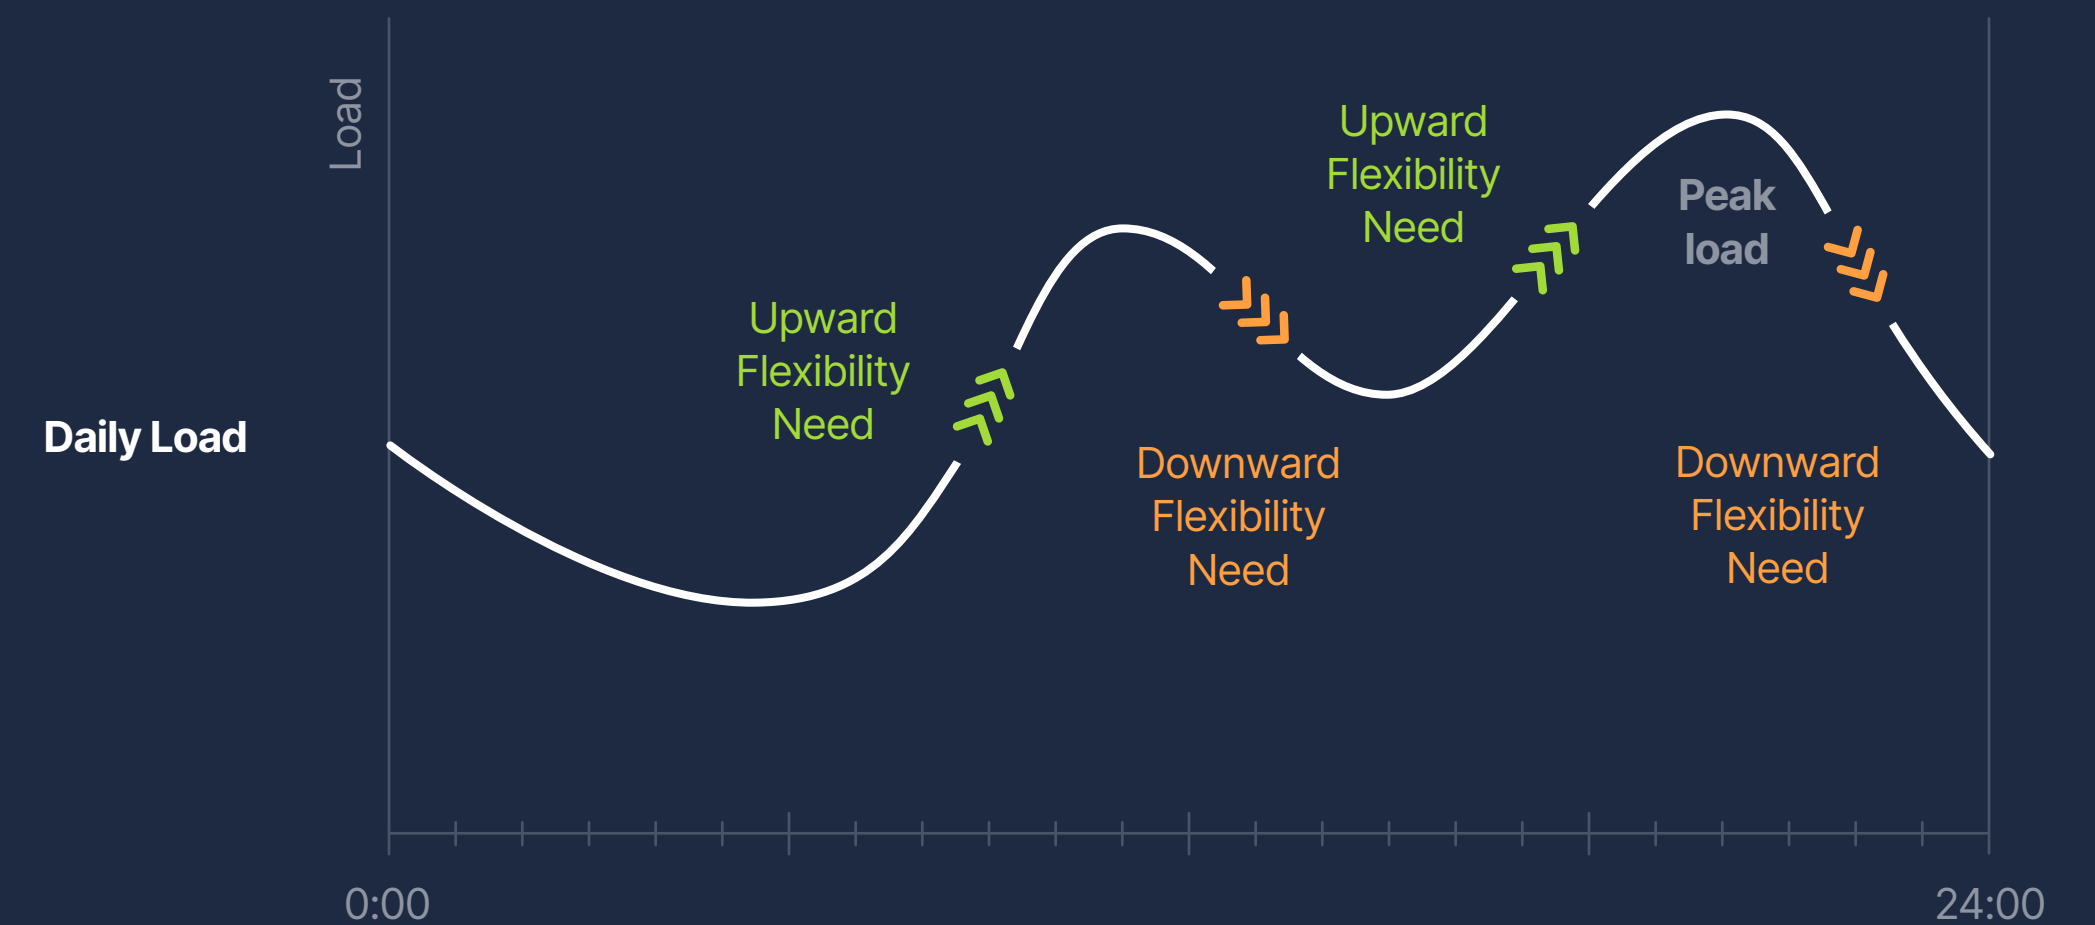 Load
Upward
Flexibility
Need
Upward
Flexibility
Need
Peak
load
Daily Load
Downward
Flexibility
Need
Downward
Flexibility
Need
0:00
24:00